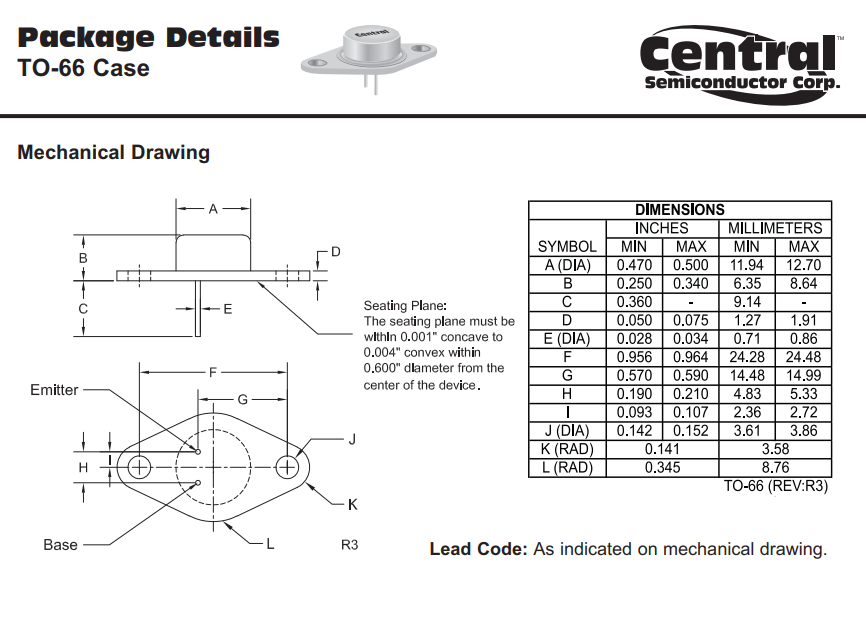 Package Details
TO-66 Case
Central
Central™
Semiconductor Corp.
Mechanical Drawing
A
B
C
D
E
Seating Plane:
The seating plane must be
within 0.001" concave to
0.004" convex within
0.600" diameter from the
center of the device.
F
G
Emitter
H
I
J
K
L
Base
R3
DIMENSIONS
INCHES MILLIMETERS
SYMBOL MIN MAX MIN MAX
A (DIA) 0.470 0.500 11.94 12.70
B 0.250 0.340 6.35 8.64
C 0.360 - 9.14 -
D 0.050 0.075 1.27 1.91
E (DIA) 0.028 0.034 0.71 0.86
F 0.956 0.964 24.28 24.48
G 0.570 0.590 14.48 14.99
H 0.190 0.210 4.83 5.33
I 0.093 0.107 2.36 2.72
J (DIA) 0.142 0.152 3.61 3.86
K (RAD) 0.141 3.58
L (RAD) 0.345 8.76
TO-66 (REV:R3)
Lead Code: As indicated on mechanical drawing.